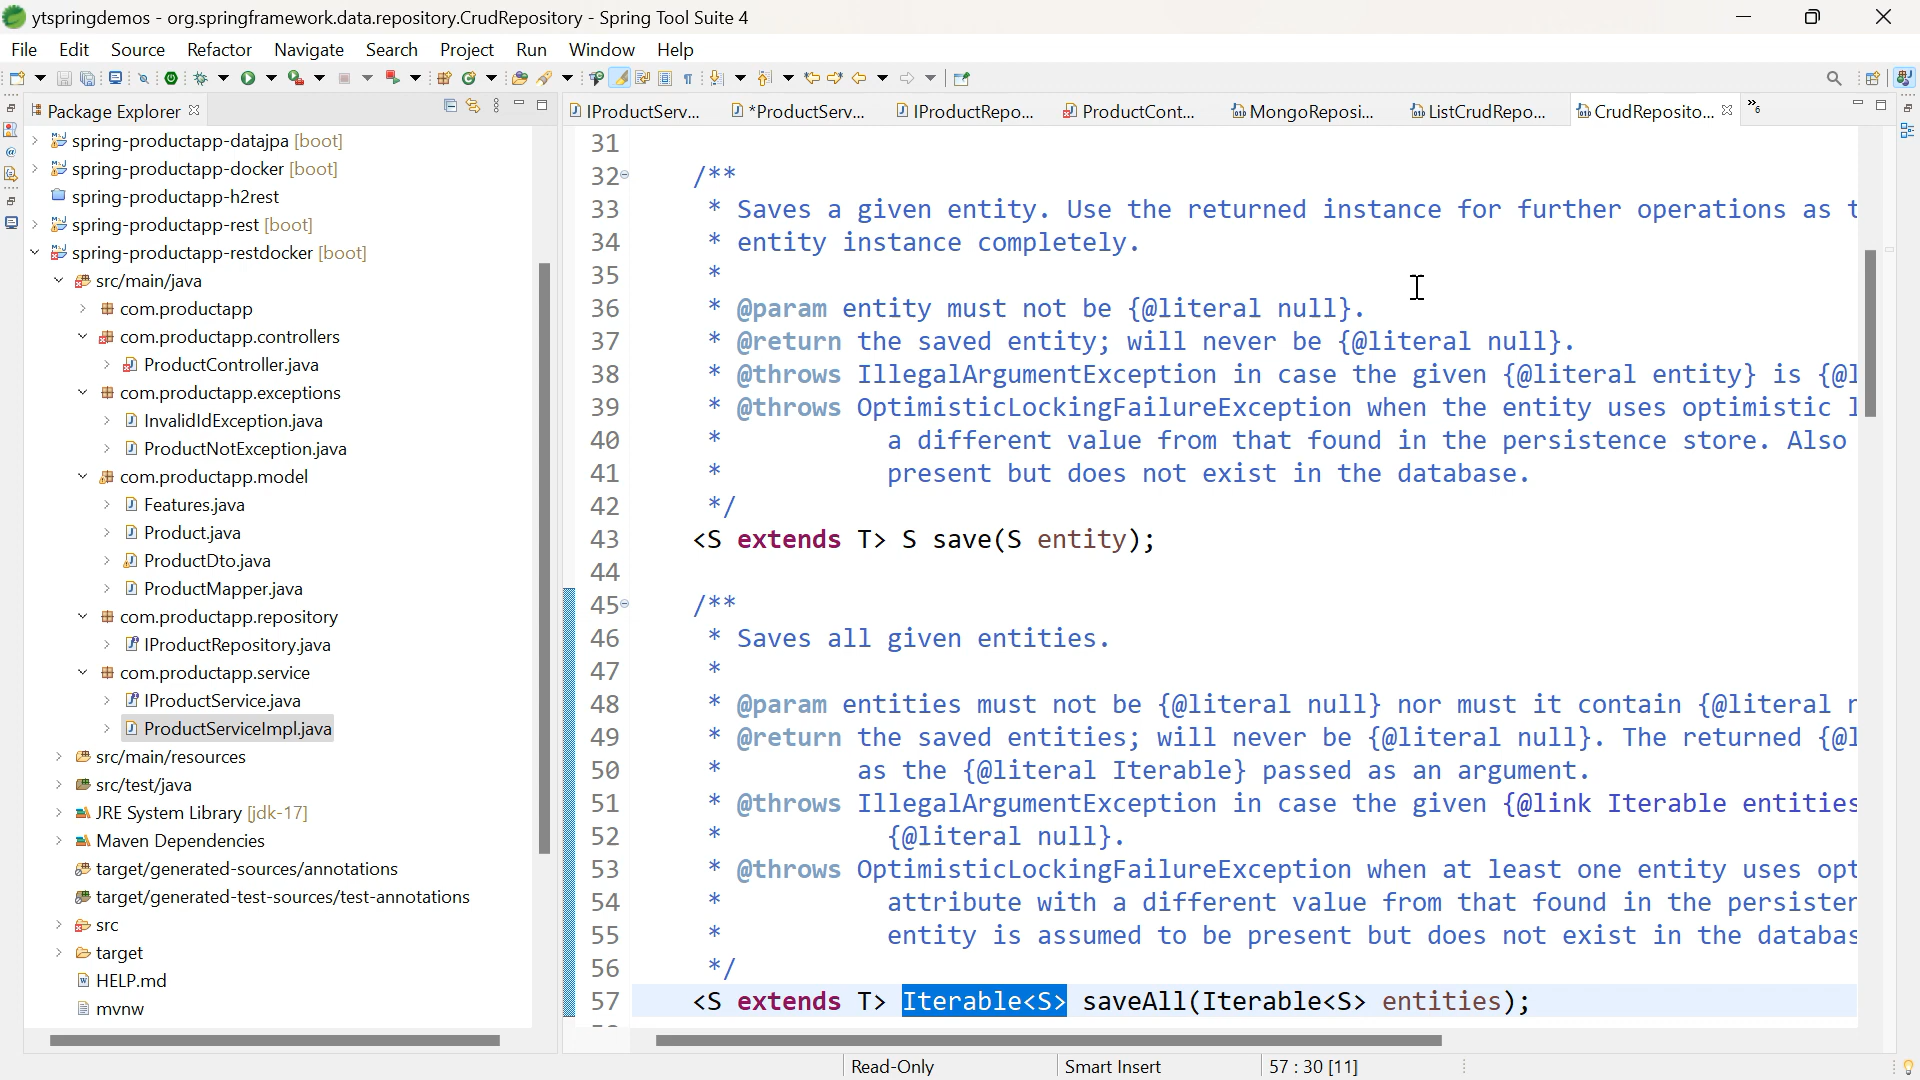 ytspringdemos - org.springframework.data.repository.CrudRepository - Spring Tool Suite 4
File Edit Source Refactor Navigate Search Project Run Window Help
Package Explorer
spring-productapp-datajpa [boot]
spring-productapp-docker [boot]
spring-productapp-h2rest
spring-productapp-rest [boot]
spring-productapp-restdocker [boot]
src/main/java
com.productapp
com.productapp.controllers
ProductController.java
com.productapp.exceptions
InvalidIdException.java
ProductNotException.java
com.productapp.model
Features.java
Product.java
ProductDto.java
ProductMapper.java
com.productapp.repository
IProductRepository.java
com.productapp.service
IProductService.java
ProductServiceImpl.java
src/main/resources
src/test/java
JRE System Library [jdk-17]
Maven Dependencies
target/generated-sources/annotations
target/generated-test-sources/test-annotations
src
target
HELP.md
mvnw
IProductServ... *ProductServ... IProductRepo... ProductCont... MongoReposi... ListCrudRepo... CrudReposito... »6
31
32 /**
33 * Saves a given entity. Use the returned instance for further operations as t
34 * entity instance completely.
35 *
36 * @param entity must not be {@literal null}.
37 * @return the saved entity; will never be {@literal null}.
38 * @throws IllegalArgumentException in case the given {@literal entity} is {@l
39 * @throws OptimisticLockingFailureException when the entity uses optimistic l
40 * a different value from that found in the persistence store. Also
41 * present but does not exist in the database.
42 */
43 <S extends T> S save(S entity);
44
45 /**
46 * Saves all given entities.
47 *
48 * @param entities must not be {@literal null} nor must it contain {@literal n
49 * @return the saved entities; will never be {@literal null}. The returned {@l
50 * as the {@literal Iterable} passed as an argument.
51 * @throws IllegalArgumentException in case the given {@link Iterable entities
52 * {@literal null}.
53 * @throws OptimisticLockingFailureException when at least one entity uses opt
54 * attribute with a different value from that found in the persisten
55 * entity is assumed to be present but does not exist in the databas
56 */
57 <S extends T> Iterable<S> saveAll(Iterable<S> entities);
Read-Only Smart Insert 57 : 30 [11]